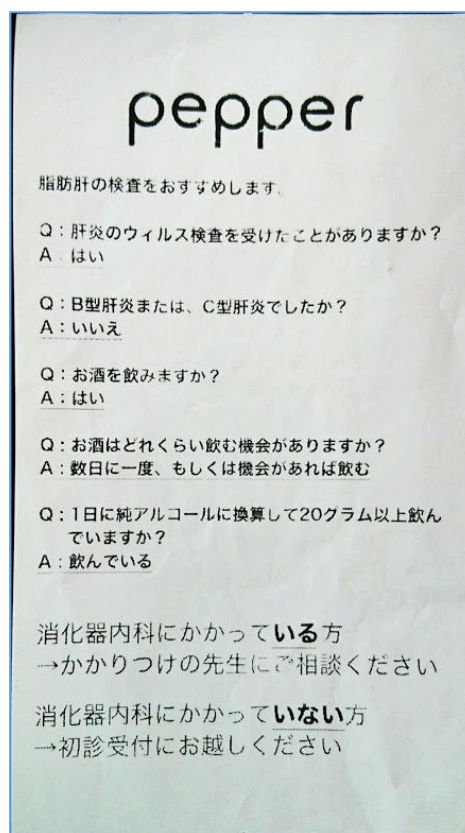 pepper
脂肪肝の検査をおすすめします。
Q：肝炎のウィルス検査を受けたことがありますか？
A：はい
Q：B型肝炎または、C型肝炎でしたか？
A：いいえ
Q：お酒を飲みますか？
A：はい
Q：お酒はどれくらい飲む機会がありますか？
A：数日に一度、もしくは機会があれば飲む
Q：1日に純アルコールに換算して20グラム以上飲ん
でいますか？
A：飲んでいる
消化器内科にかかっている方
→かかりつけの先生にご相談ください
消化器内科にかかっていない方
→初診受付にお越しください